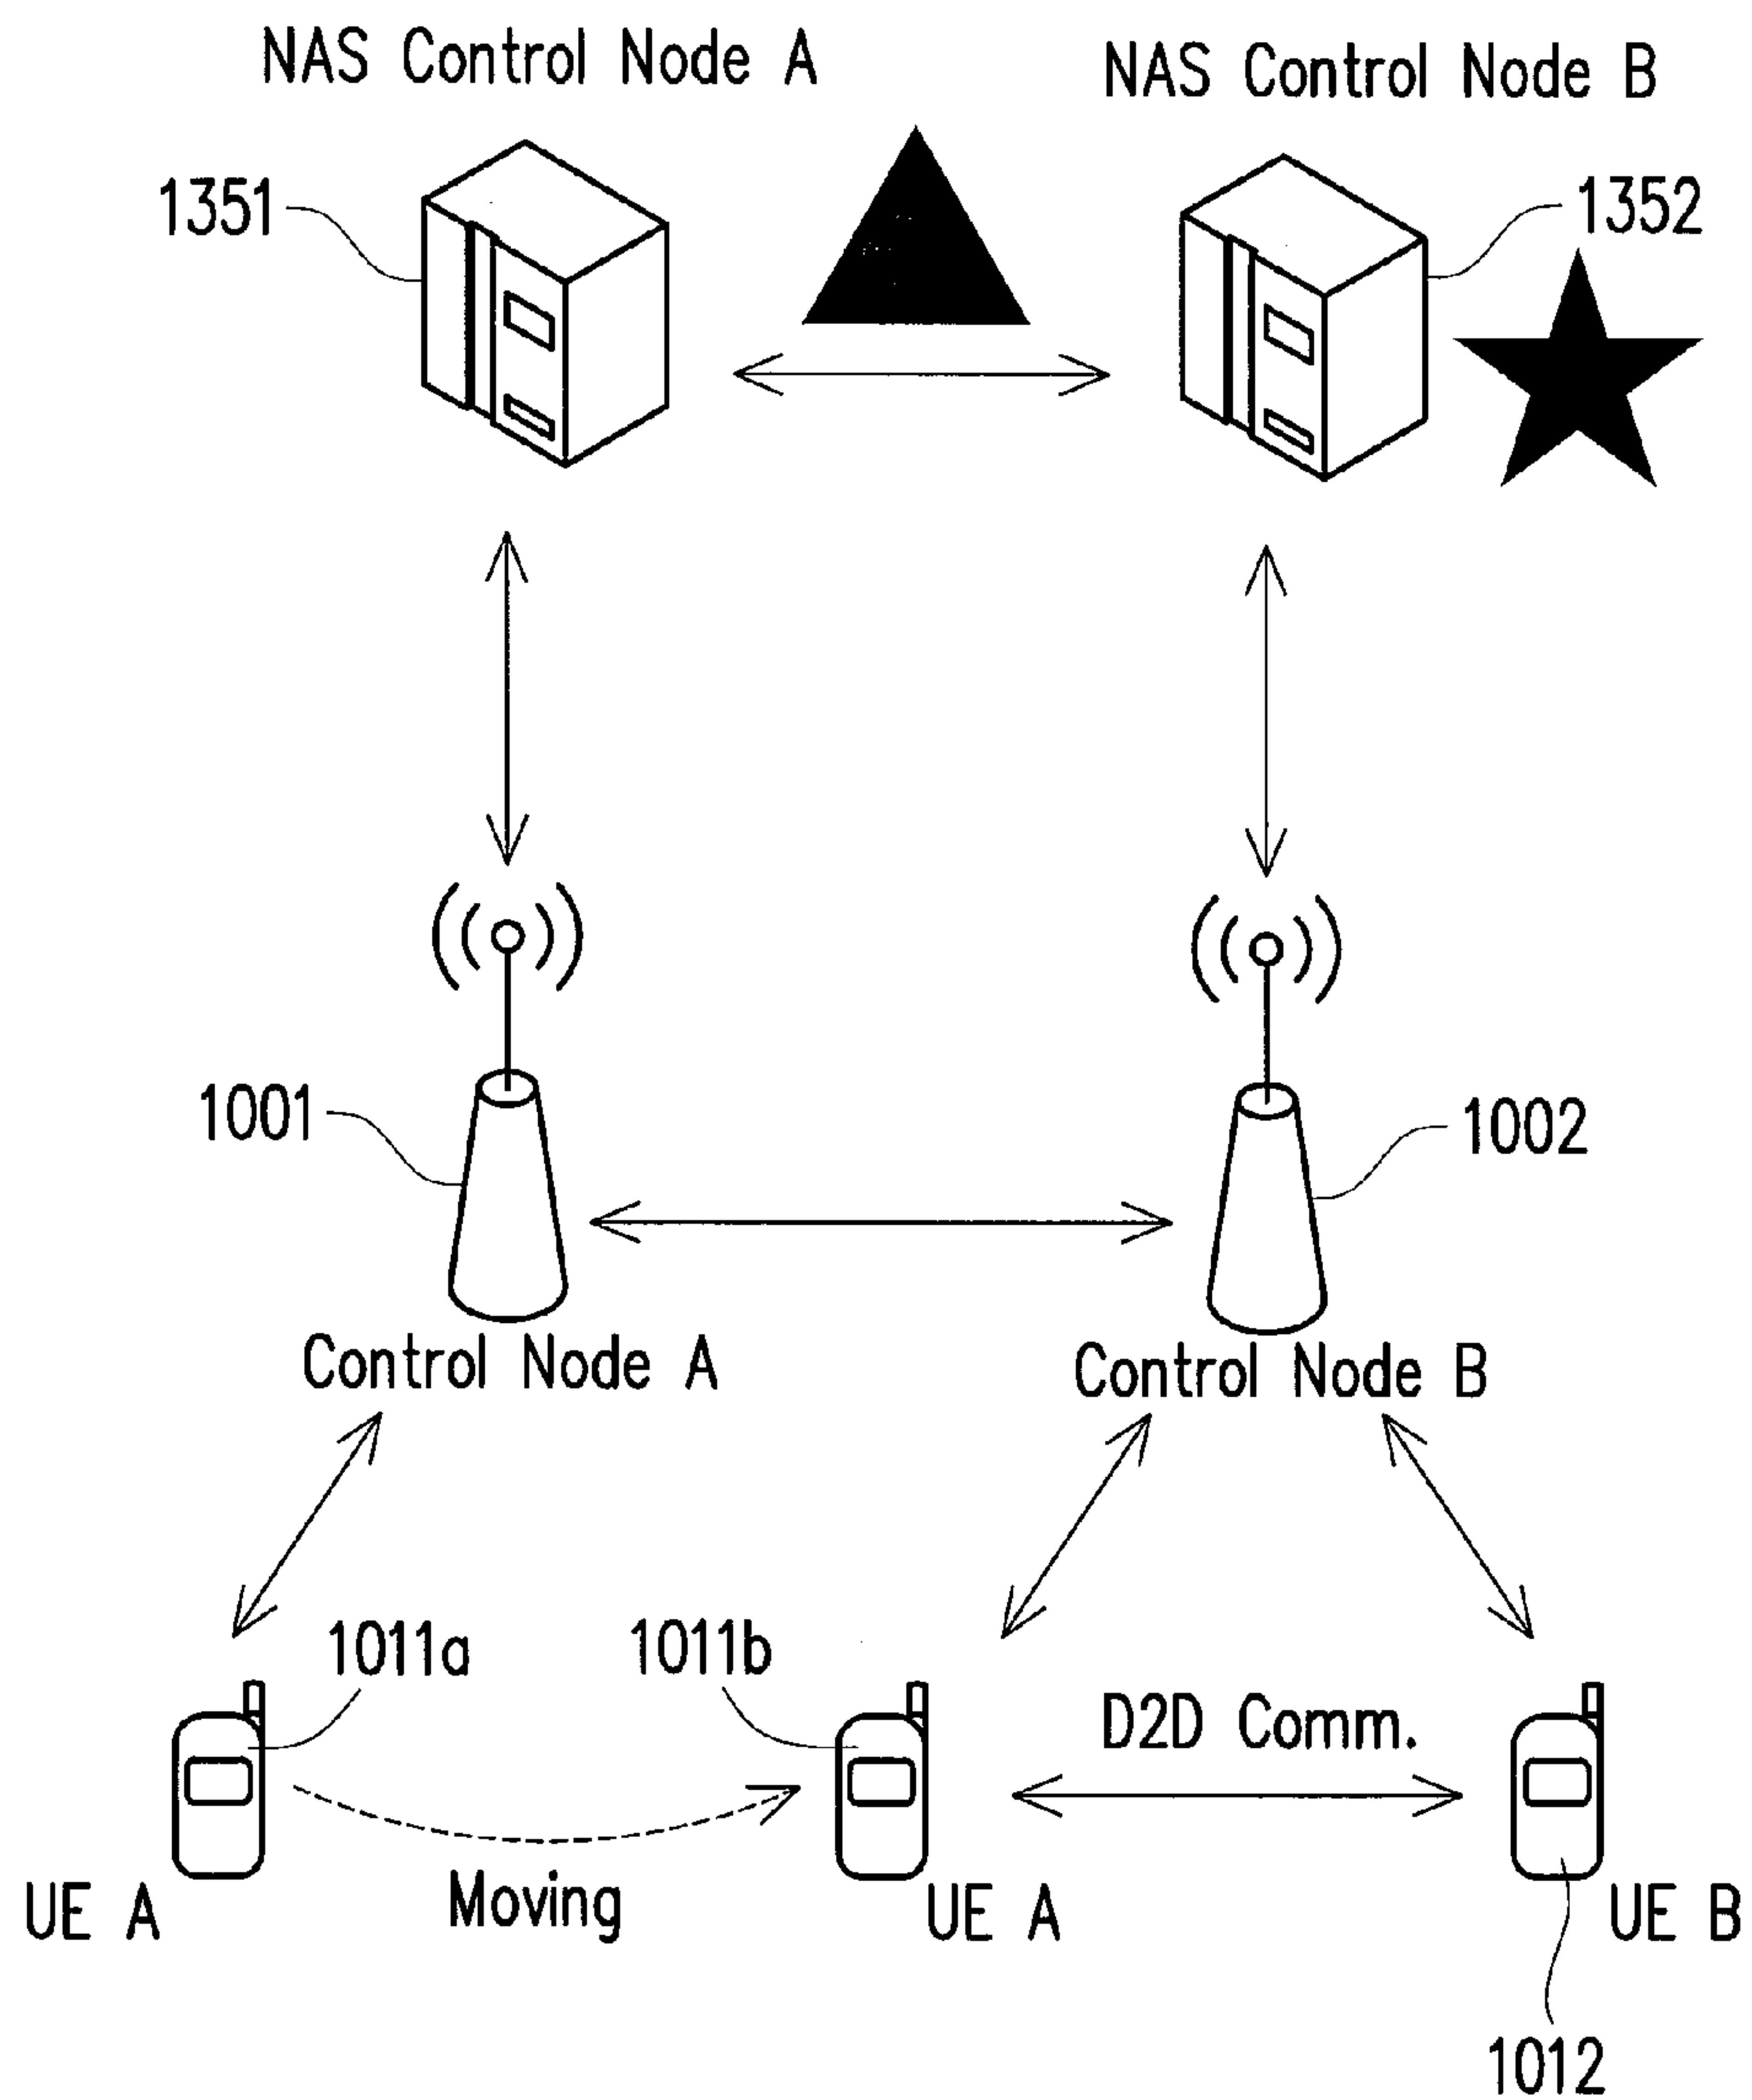 NAS Control Node A
NAS Control Node B
1351
1352
1001
1002
Control Node A
Control Node B
1011a
1011b
D2D Comm.
Moving
UE A
UE A
UE B
1012